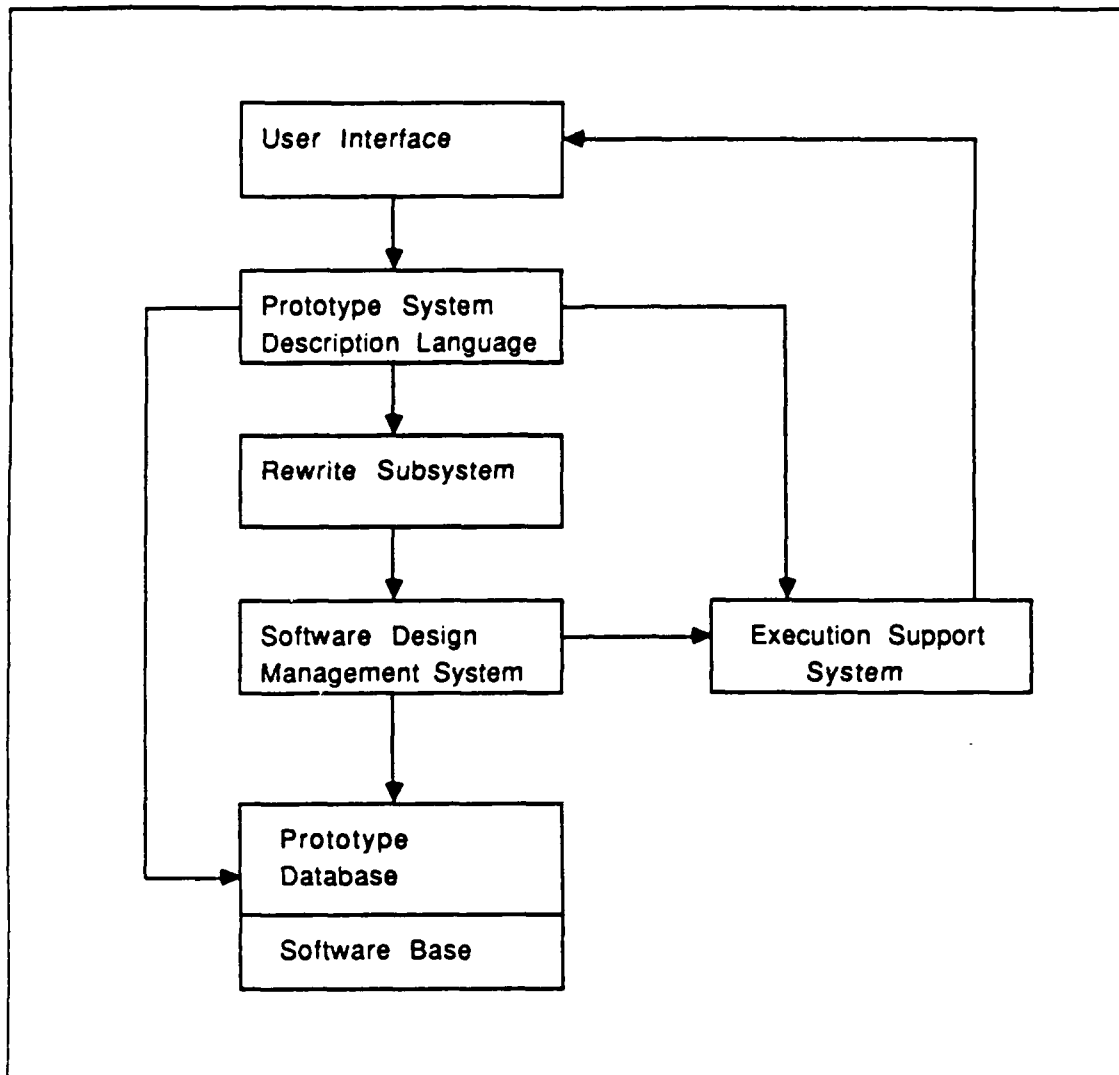 User Interface
Prototype System
Description Language
Rewrite Subsystem
Software Design
Management System
Execution Support
System
Prototype
Database
Software Base